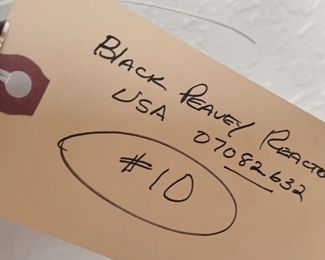 BLACK PEAVEY REACTO
USA 07082632
#10